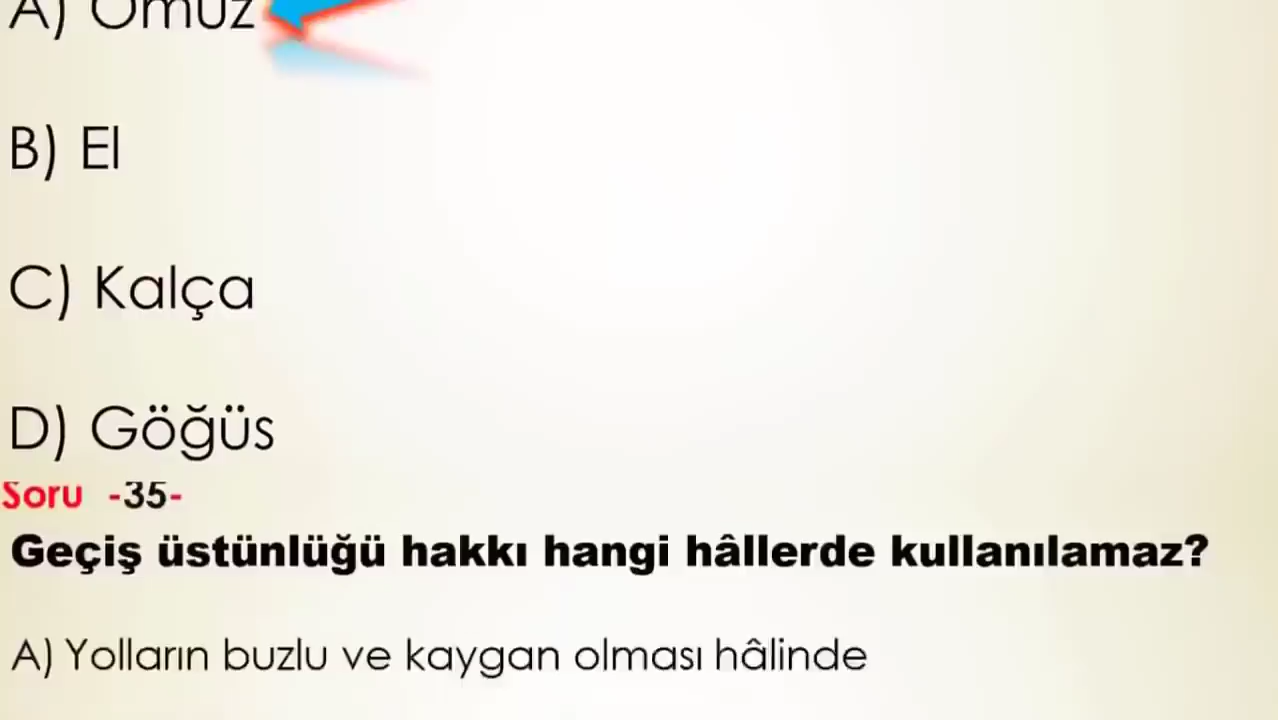 A) Omuz
B) El
C) Kalça
D) Göğüs
Soru -35-
Geçiş üstünlüğü hakkı hangi hâllerde kullanılamaz?
A) Yolların buzlu ve kaygan olması hâlinde